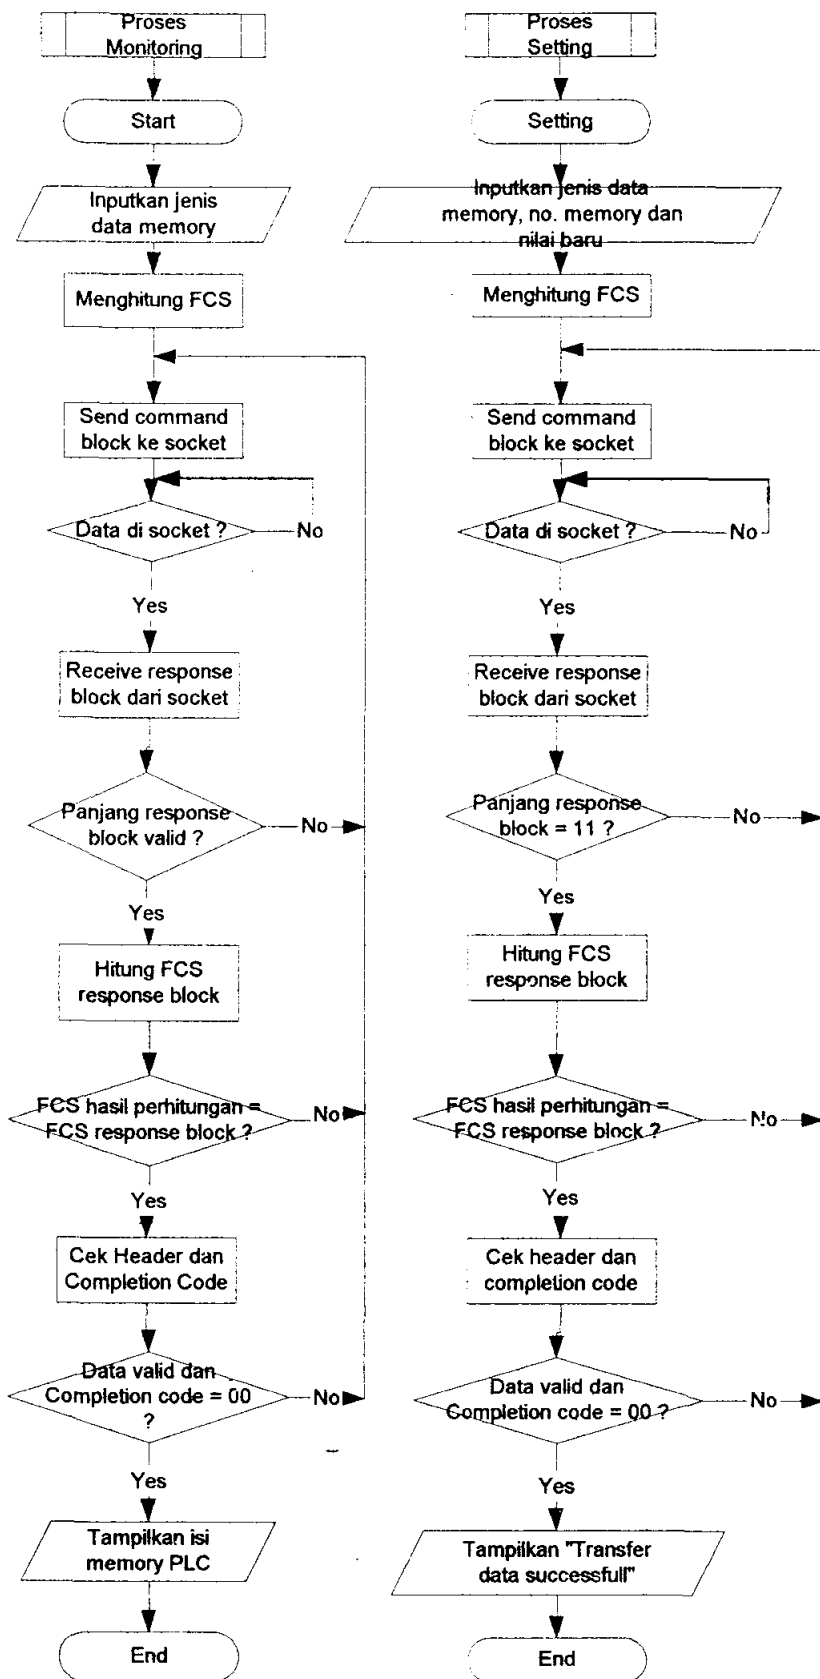 Proses
Monitoring
Start
Inputkan jenis
data memory
Menghitung FCS
Send command
block ke socket
Data di socket ?
No
Yes
Receive response
block dari socket
Panjang response
block valid ?
No
Yes
Hitung FCS
response block
FCS hasil perhitungan =
FCS response block ?
No
Yes
Cek Header dan
Completion Code
Data valid dan
Completion code = 00
?
No
Yes
Tampilkan isi
memory PLC
End
Proses
Setting
Setting
Inputkan jenis data
memory, no. memory dan
nilai baru
Menghitung FCS
Send command
block ke socket
Data di socket ?
No
Yes
Receive response
block dari socket
Panjang response
block = 11 ?
No
Yes
Hitung FCS
response block
FCS hasil perhitungan =
FCS response block ?
No
Yes
Cek header dan
completion code
Data valid dan
Completion code = 00 ?
No
Yes
Tampilkan "Transfer
data successfull"
End